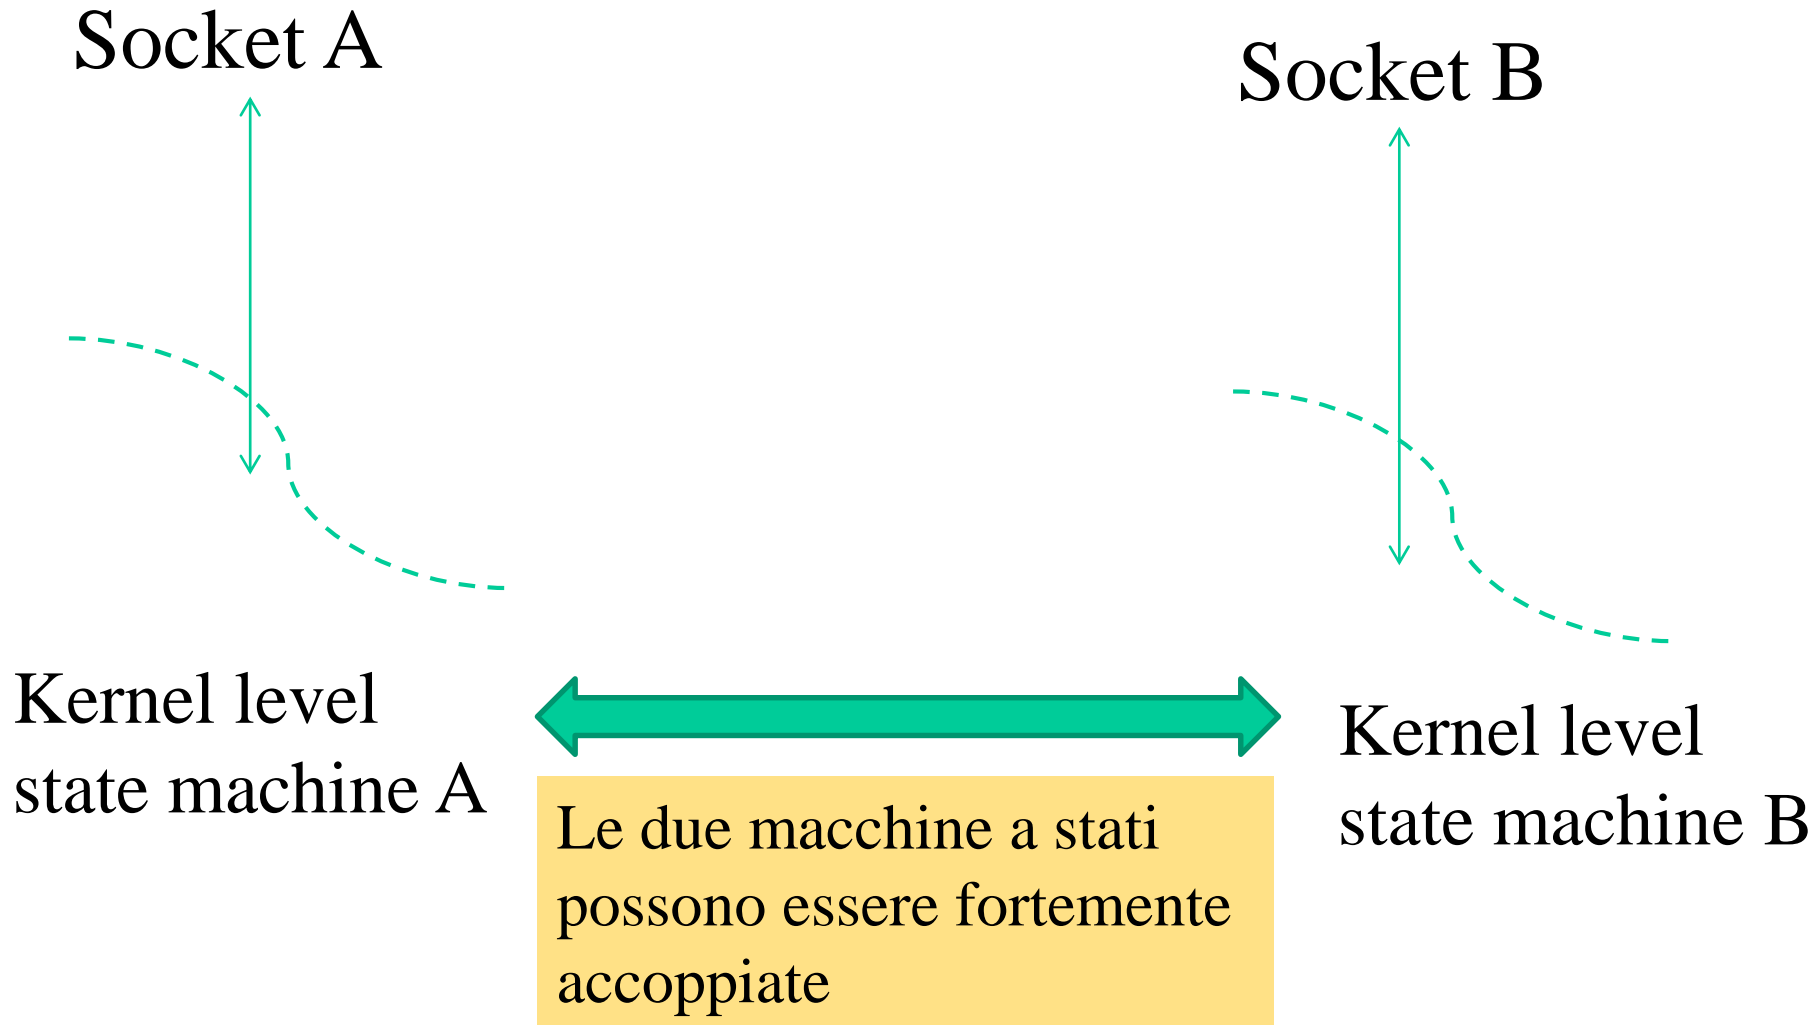 Socket A
Socket B
Kernel level
state machine A
Kernel level
state machine B
Le due macchine a stati
possono essere fortemente
accoppiate